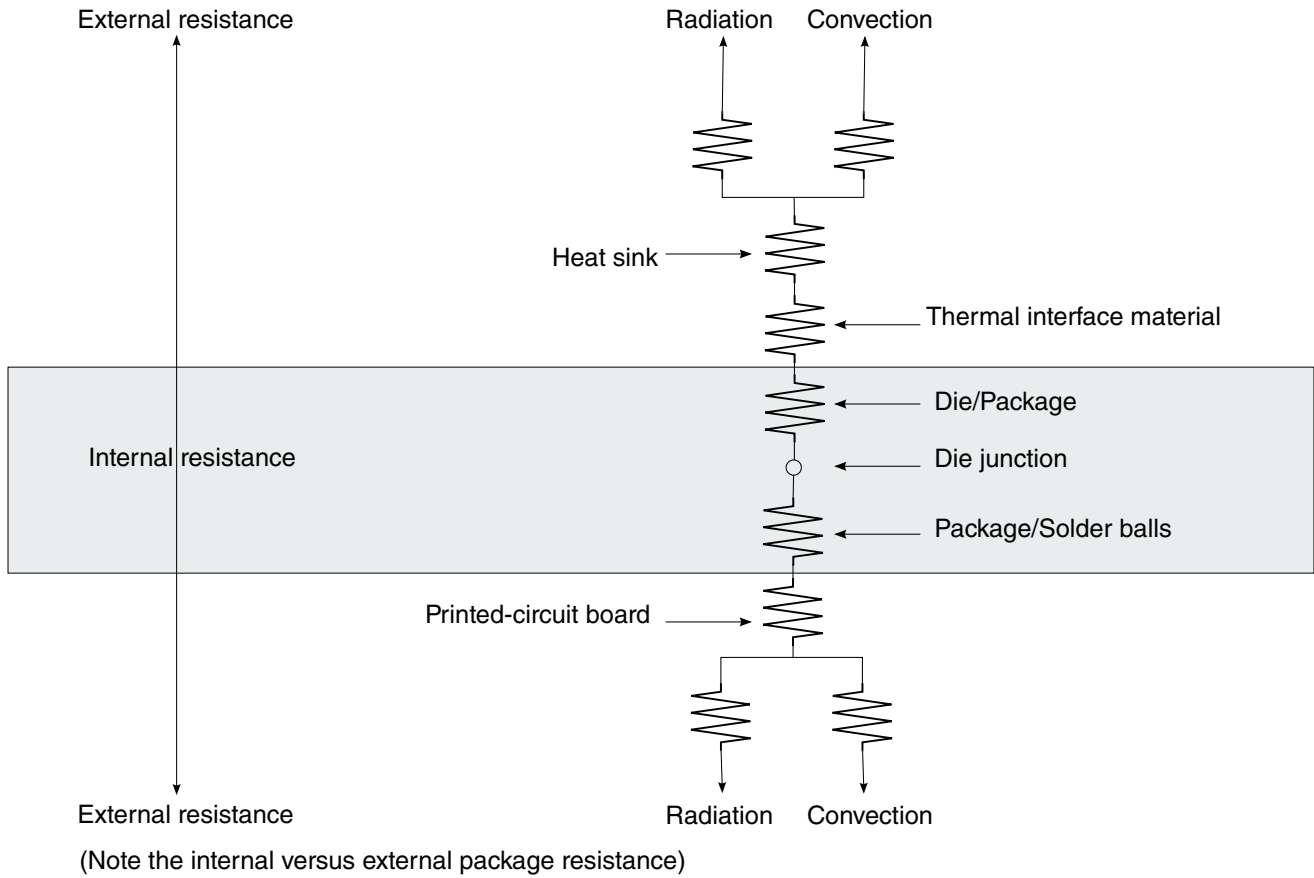 External resistance
Radiation
Convection
Heat sink
Thermal interface material
Die/Package
Internal resistance
Die junction
Package/Solder balls
Printed-circuit board
External resistance
Radiation
Convection
(Note the internal versus external package resistance)